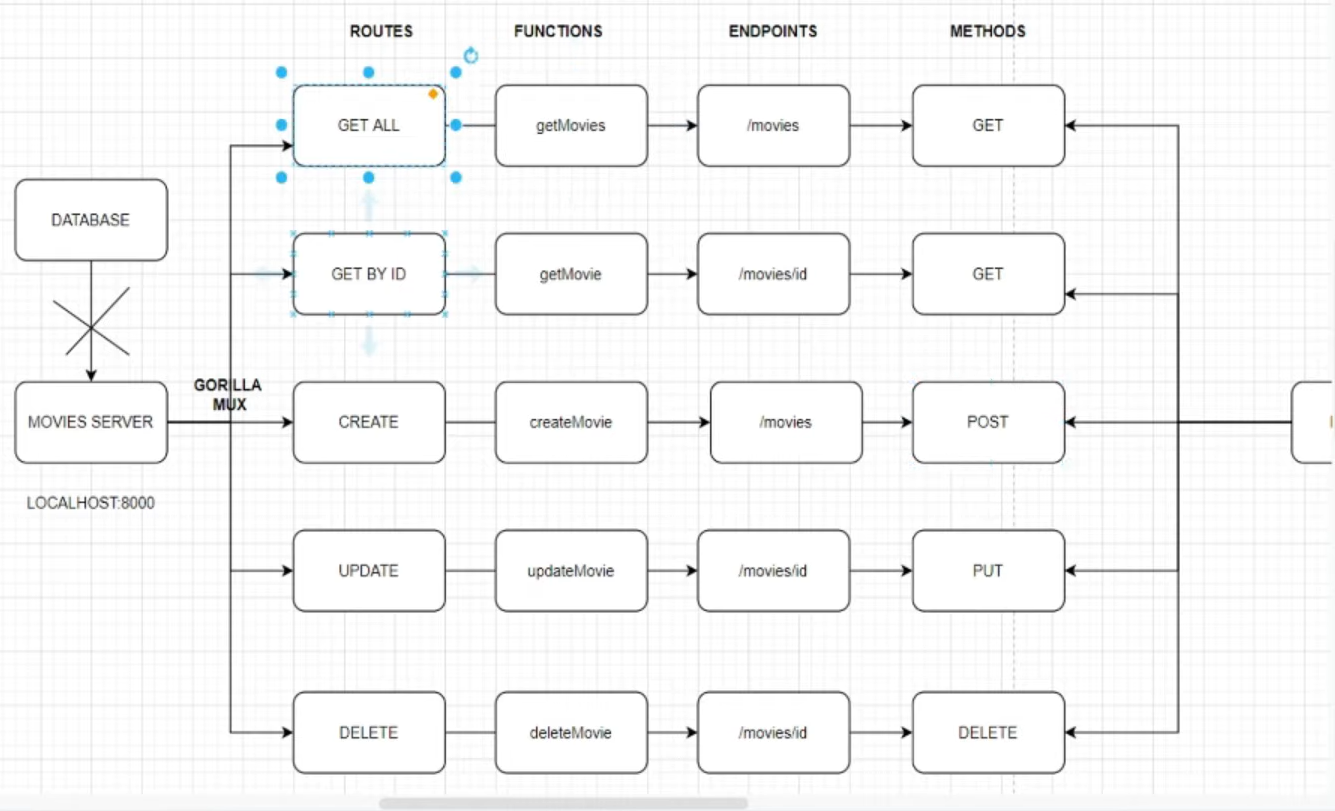 ROUTES FUNCTIONS ENDPOINTS METHODS
GET ALL getMovies /movies GET
DATABASE
GET BY ID getMovie /movies/id GET
GORILLA
MUX
MOVIES SERVER CREATE createMovie /movies POST
LOCALHOST:8000
UPDATE updateMovie /movies/id PUT
DELETE deleteMovie /movies/id DELETE